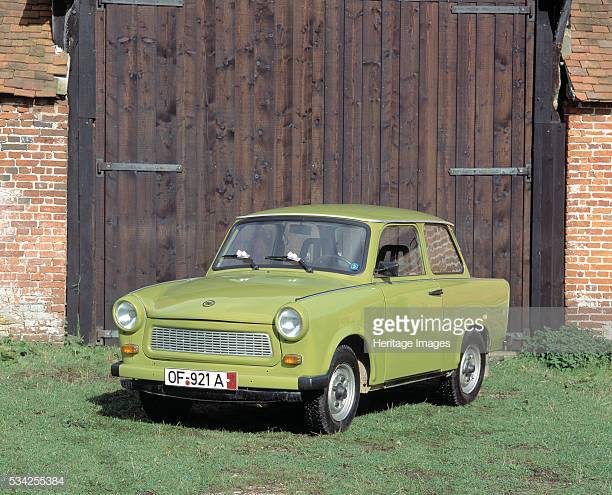 gettyimages
Heritage Images
OF-921 A
534255384